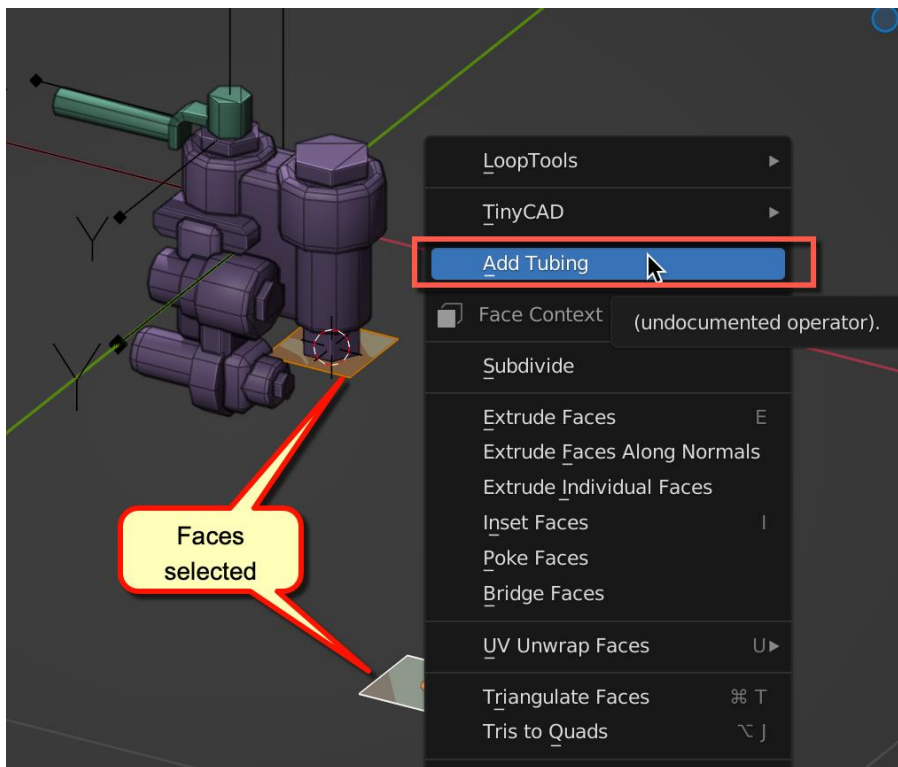 LoopTools
TinyCAD
Add Tubing
Face Context
(undocumented operator).
Subdivide
Extrude Faces E
Extrude Faces Along Normals
Extrude Individual Faces
Inset Faces I
Poke Faces
Bridge Faces
UV Unwrap Faces U
Triangulate Faces ⌘ T
Tris to Quads ⌥ J
Faces
selected